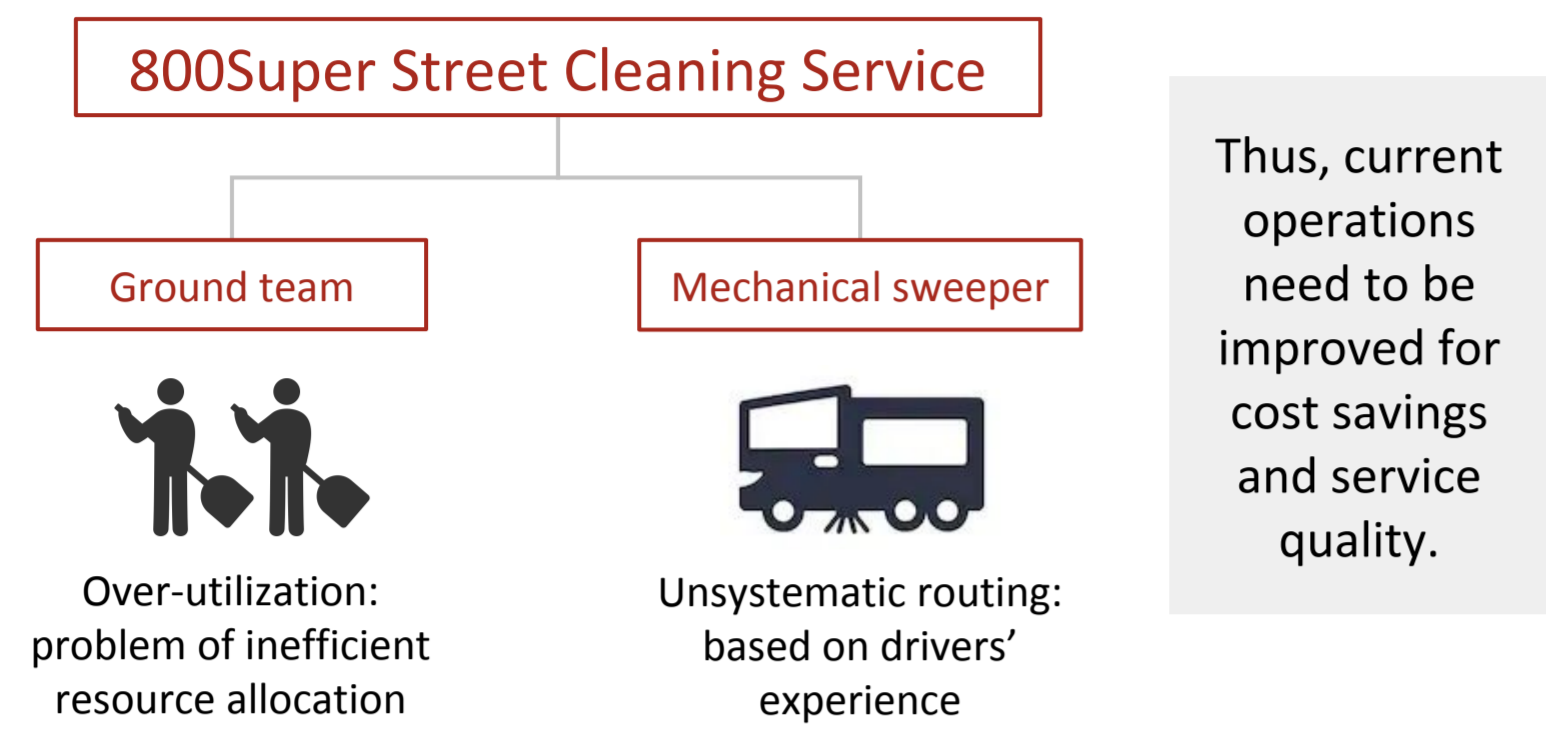 800Super Street Cleaning Service
Ground team
Mechanical sweeper
Over-utilization:
problem of inefficient
resource allocation
Unsystematic routing:
based on drivers’
experience
Thus, current
operations
need to be
improved for
cost savings
and service
quality.